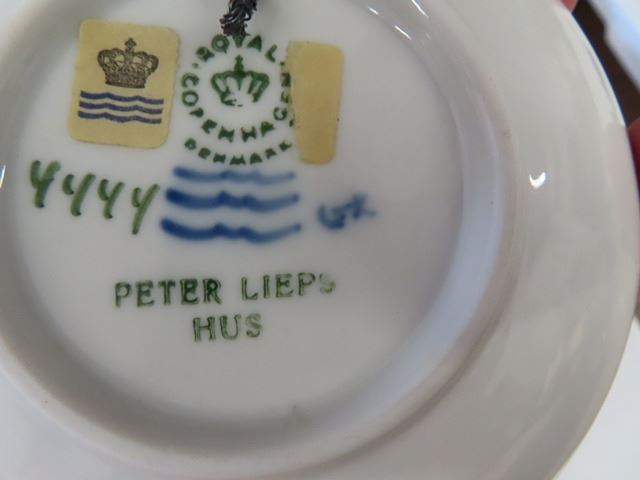 ROYAL
COPENHAGEN
DENMARK
4444
PETER LIEPS
HUS